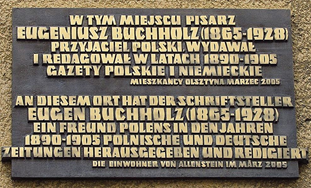 W TYM MIEJSCU PISARZ
EUGENIUSZ BUCHHOLZ (1865-1928)
PRZYJACIEL POLSKI, WYDAWAŁ
I REDAGOWAŁ W LATACH 1890-1905
GAZETY POLSKIE I NIEMIECKIE
MIESZKAŃCY OLSZTYNA MARZEC 2005
AN DIESEM ORT HAT DER SCHRIFTSTELLER
EUGEN BUCHHOLZ (1865-1928)
EIN FREUND POLENS IN DEN JAHREN
1890-1905 POLNISCHE UND DEUTSCHE
ZEITUNGEN HERAUSGEGEBEN UND REDIGIERT
DIE EINWOHNER VON ALLENSTEIN IM MÄRZ 2005